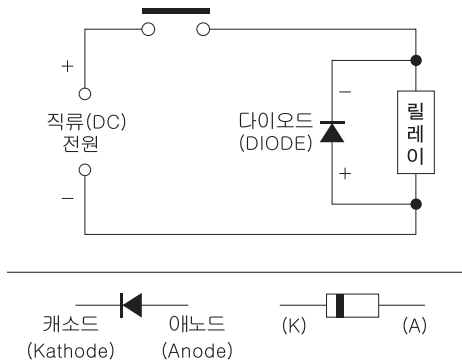 +
직류(DC)
전원
−
다이오드
(DIODE)
−
+
릴
레
이
캐소드
(Kathode)
애노드
(Anode)
(K)
(A)